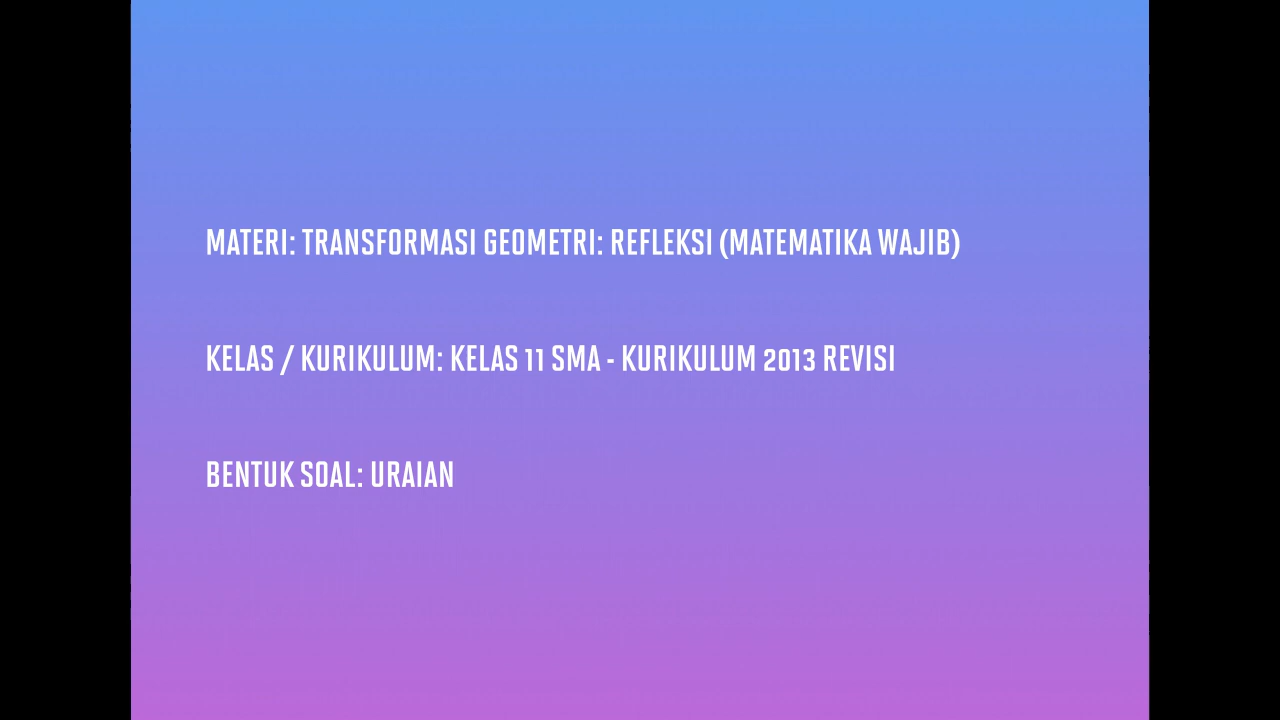 MATERI: TRANSFORMASI GEOMETRI: REFLEKSI (MATEMATIKA WAJIB)
KELAS / KURIKULUM: KELAS 11 SMA - KURIKULUM 2013 REVISI
BENTUK SOAL: URAIAN